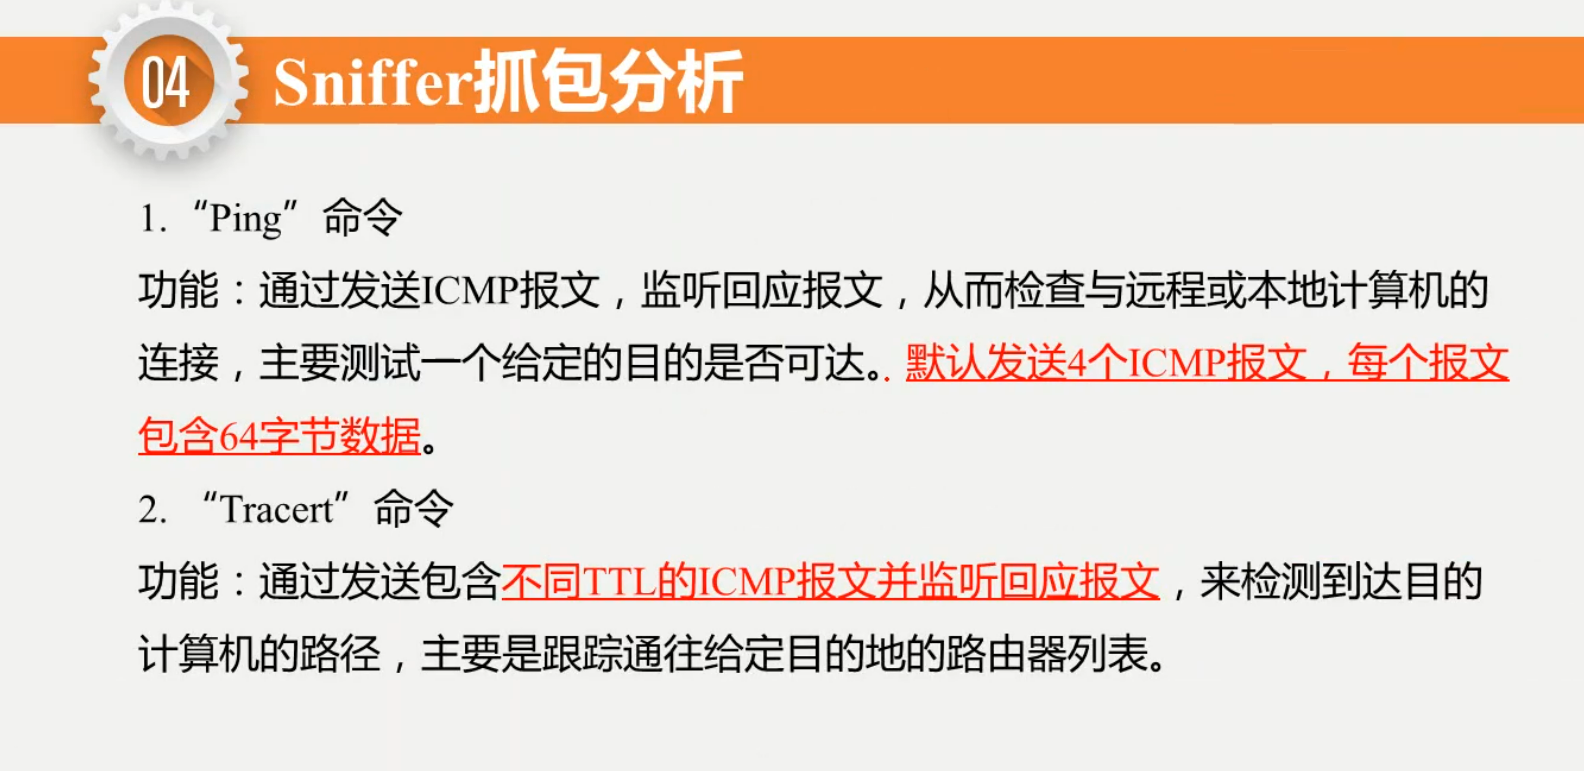 04
Sniffer抓包分析
1. “Ping”命令
功能：通过发送ICMP报文，监听回应报文，从而检查与远程或本地计算机的
连接，主要测试一个给定的目的是否可达。默认发送4个ICMP报文，每个报文
包含64字节数据。
2. “Tracert”命令
功能：通过发送包含不同TTL的ICMP报文并监听回应报文，来检测到达目的
计算机的路径，主要是跟踪通往给定目的地的路由器列表。